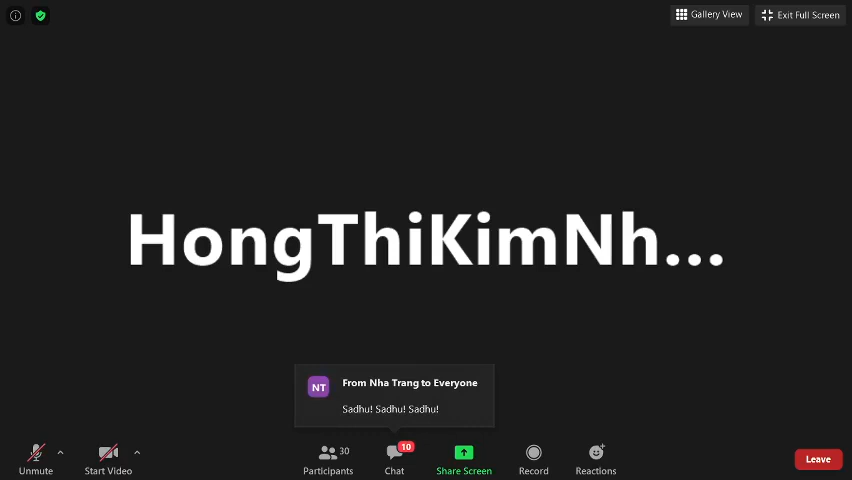 Gallery View
Exit Full Screen
HongThiKimNh...
NT
From Nha Trang to Everyone
Sadhu! Sadhu! Sadhu!
30
10
Unmute
Start Video
Participants
Chat
Share Screen
Record
Reactions
Leave